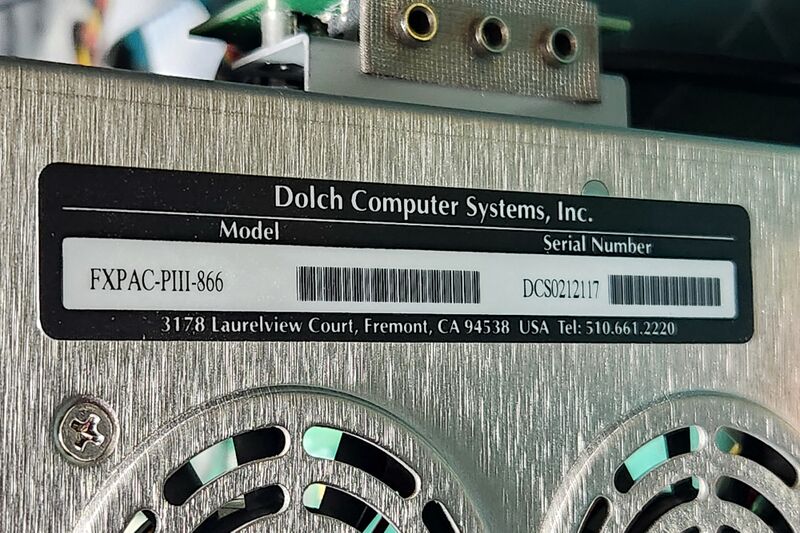 Dolch Computer Systems, Inc.
Model Serial Number
FXPAC-PIII-866 DCS0212117
3178 Laurelview Court, Fremont, CA 94538 USA Tel: 510.661.2220